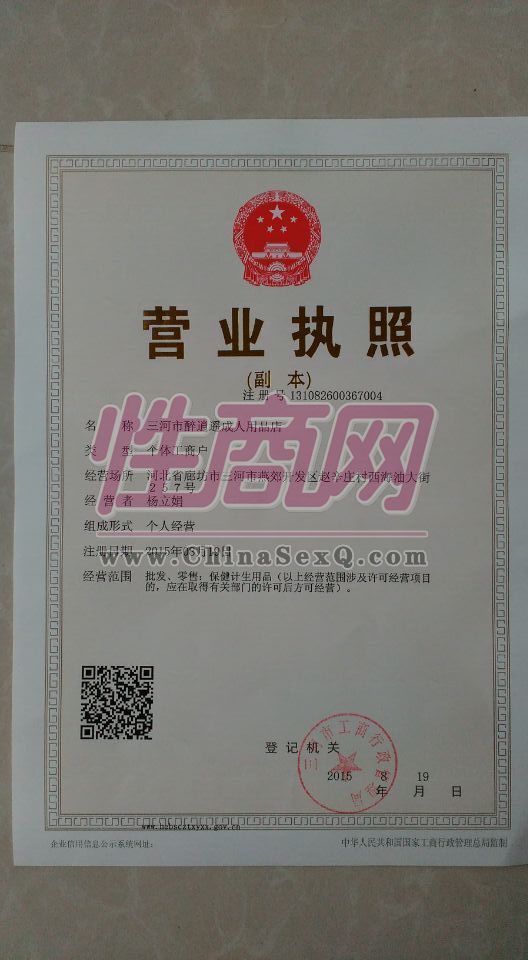 营业执照
(副 本)
注 册 号 131082600367004
名 称 三河市醉逍遥成人用品店
类 型 个体工商户
经营场所 河北省廊坊市三河市燕郊开发区赵辛庄村西海油大街
257号
经 营 者 杨立娟
组成形式 个人经营
注册日期 2015年08月19日
经营范围 批发、零售：保健计生用品（以上经营范围涉及许可经营项目
的，应在取得有关部门的许可后方可经营）。
性商网
www.ChinaSexQ.com
登 记 机 关
三河市工商行政管理局
2015 8 19
年 月 日
www.hebscztxyxx.gov.cn
企业信用信息公示系统网址：
中华人民共和国国家工商行政管理总局监制